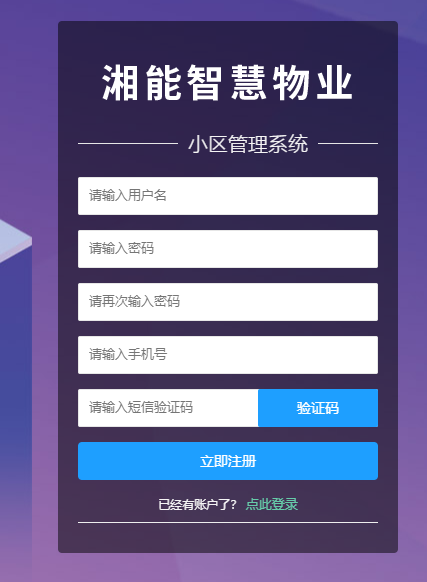 湘能智慧物业
小区管理系统
请输入用户名
请输入密码
请再次输入密码
请输入手机号
请输入短信验证码 验证码
立即注册
已经有账户了? 点此登录